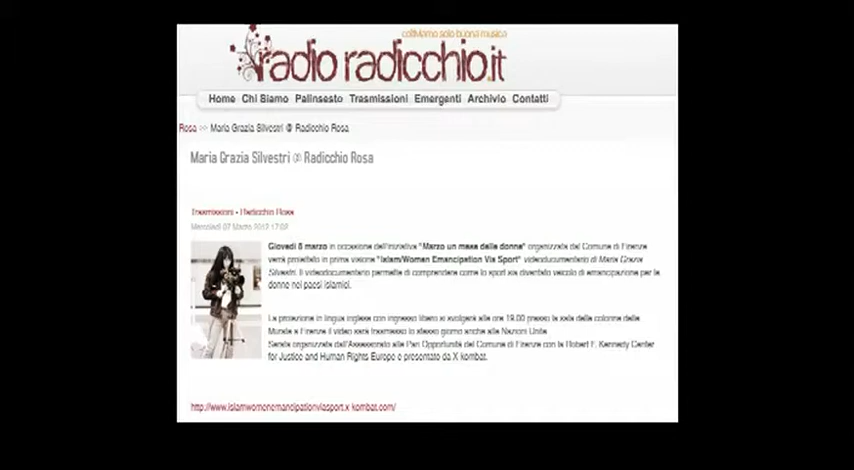 coltiviamo solo buona musica
radio radicchio.it
Home Chi Siamo Palinsesto Trasmissioni Emergenti Archivio Contatti
Rosa >> Maria Grazia Silvestri @ Radicchio Rosa
Maria Grazia Silvestri @ Radicchio Rosa
Trasmissioni - Radicchio Rosa
Mercoledì 07 Marzo 2012 17:02
Giovedì 8 marzo in occasione dell'iniziativa "Marzo un mese delle donne" organizzata dal Comune di Firenze
verrà proiettato in prima visione "Islam/Women Emancipation Via Sport" videodocumentario di Maria Grazia
Silvestri. Il videodocumentario permette di comprendere come lo sport sia diventato veicolo di emancipazione per le
donne nei paesi islamici.
La proiezione in lingua inglese con ingresso libero si svolgerà alle ore 19.00 presso la sala delle colonne delle
Murate a Firenze il video sarà trasmesso lo stesso giorno anche alle Nazioni Unite
Serata organizzata dall'Assessorato alle Pari Opportunità del Comune di Firenze con la Robert F. Kennedy Center
for Justice and Human Rights Europe e presentato da X kombat.
http://www.islamwomenemancipationviasport.x-kombat.com/